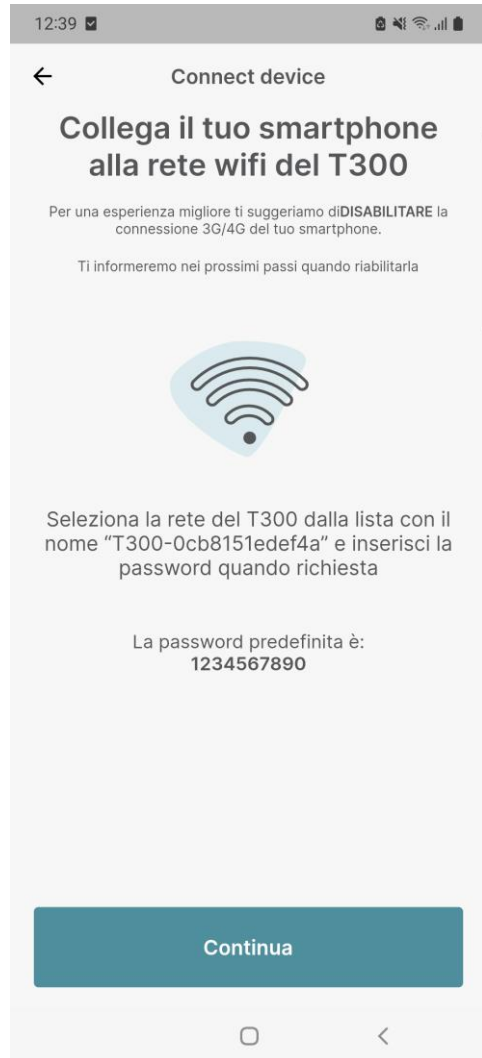 12:39
Connect device
Collega il tuo smartphone
alla rete wifi del T300
Per una esperienza migliore ti suggeriamo diDISABILITARE la
connessione 3G/4G del tuo smartphone.
Ti informeremo nei prossimi passi quando riabilitarla
Seleziona la rete del T300 dalla lista con il
nome “T300-0cb8151edef4a” e inserisci la
password quando richiesta
La password predefinita è:
1234567890
Continua